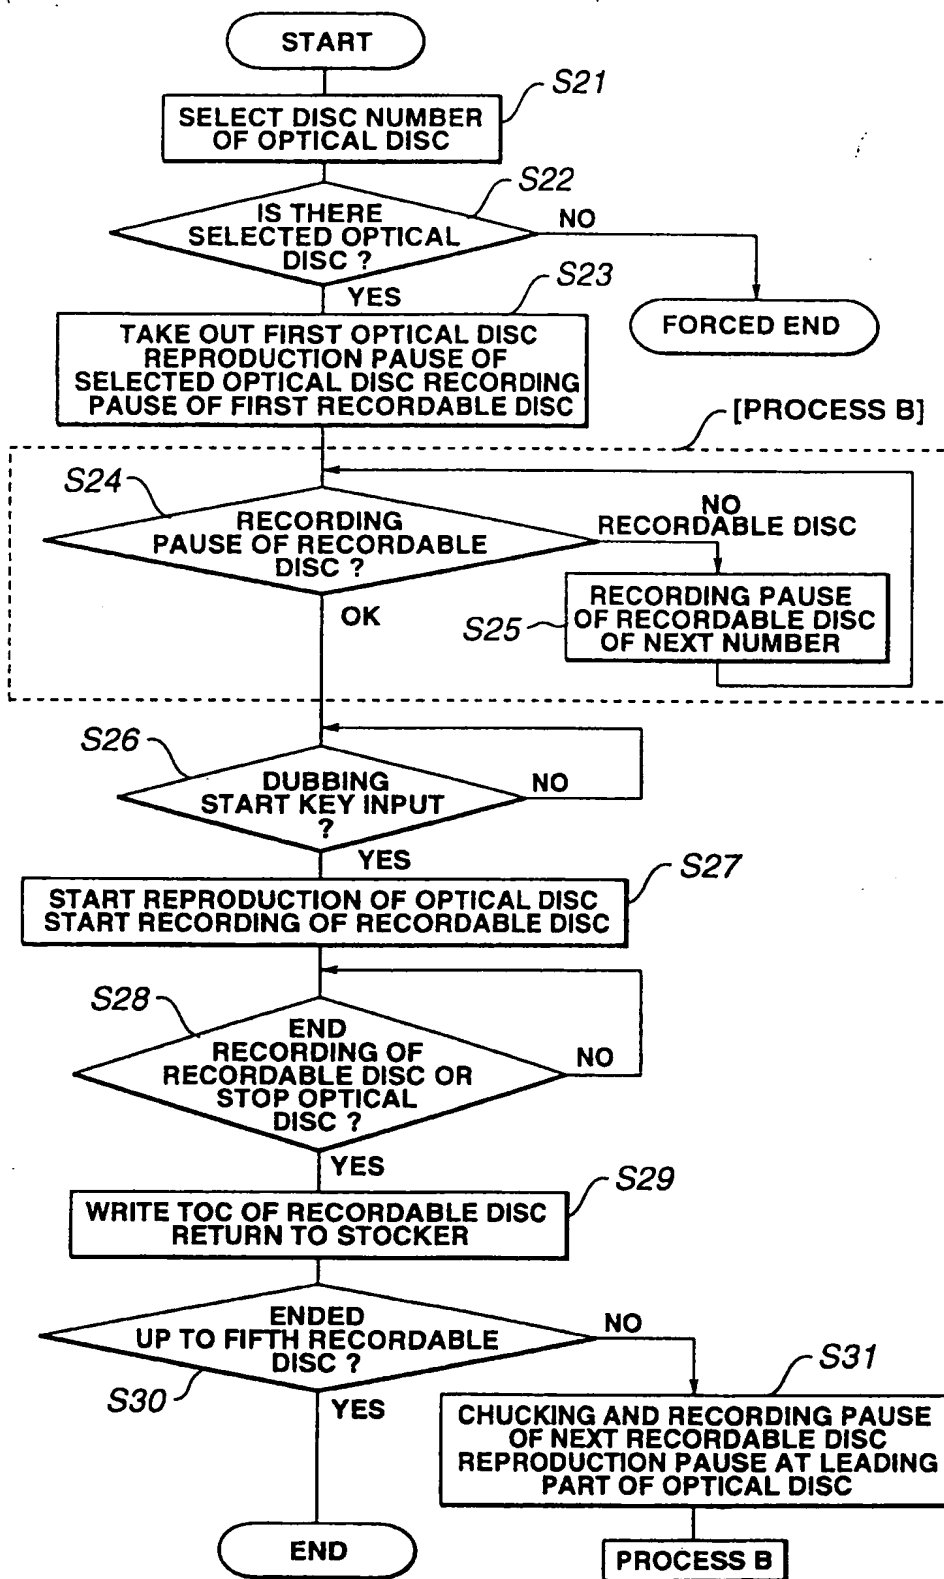 START
S21
SELECT DISC NUMBER
OF OPTICAL DISC
S22
IS THERE
SELECTED OPTICAL
DISC ?
NO
YES
S23
FORCED END
TAKE OUT FIRST OPTICAL DISC
REPRODUCTION PAUSE OF
SELECTED OPTICAL DISC RECORDING
PAUSE OF FIRST RECORDABLE DISC
[PROCESS B]
S24
RECORDING
PAUSE OF RECORDABLE
DISC ?
NO
RECORDABLE DISC
OK
S25
RECORDING PAUSE
OF RECORDABLE DISC
OF NEXT NUMBER
S26
DUBBING
START KEY INPUT
?
NO
YES
S27
START REPRODUCTION OF OPTICAL DISC
START RECORDING OF RECORDABLE DISC
S28
END
RECORDING OF
RECORDABLE DISC OR
STOP OPTICAL
DISC ?
NO
YES
S29
WRITE TOC OF RECORDABLE DISC
RETURN TO STOCKER
ENDED
UP TO FIFTH RECORDABLE
DISC ?
NO
S30
YES
S31
CHUCKING AND RECORDING PAUSE
OF NEXT RECORDABLE DISC
REPRODUCTION PAUSE AT LEADING
PART OF OPTICAL DISC
END
PROCESS B